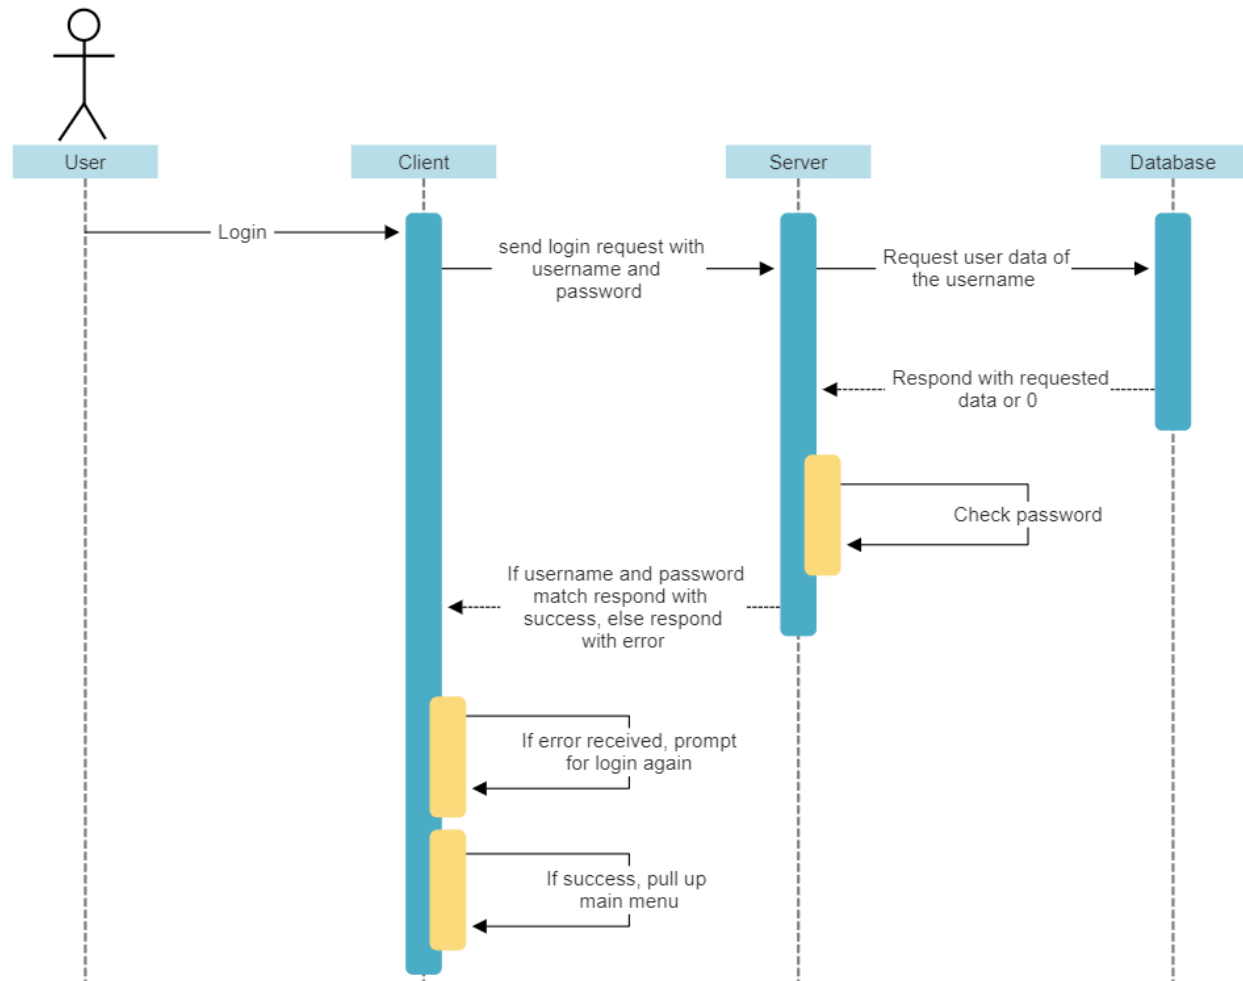 User
Client
Server
Database
Login
send login request with
username and
password
Request user data of
the username
Respond with requested
data or 0
Check password
If username and password
match respond with
success, else respond
with error
If error received, prompt
for login again
If success, pull up
main menu